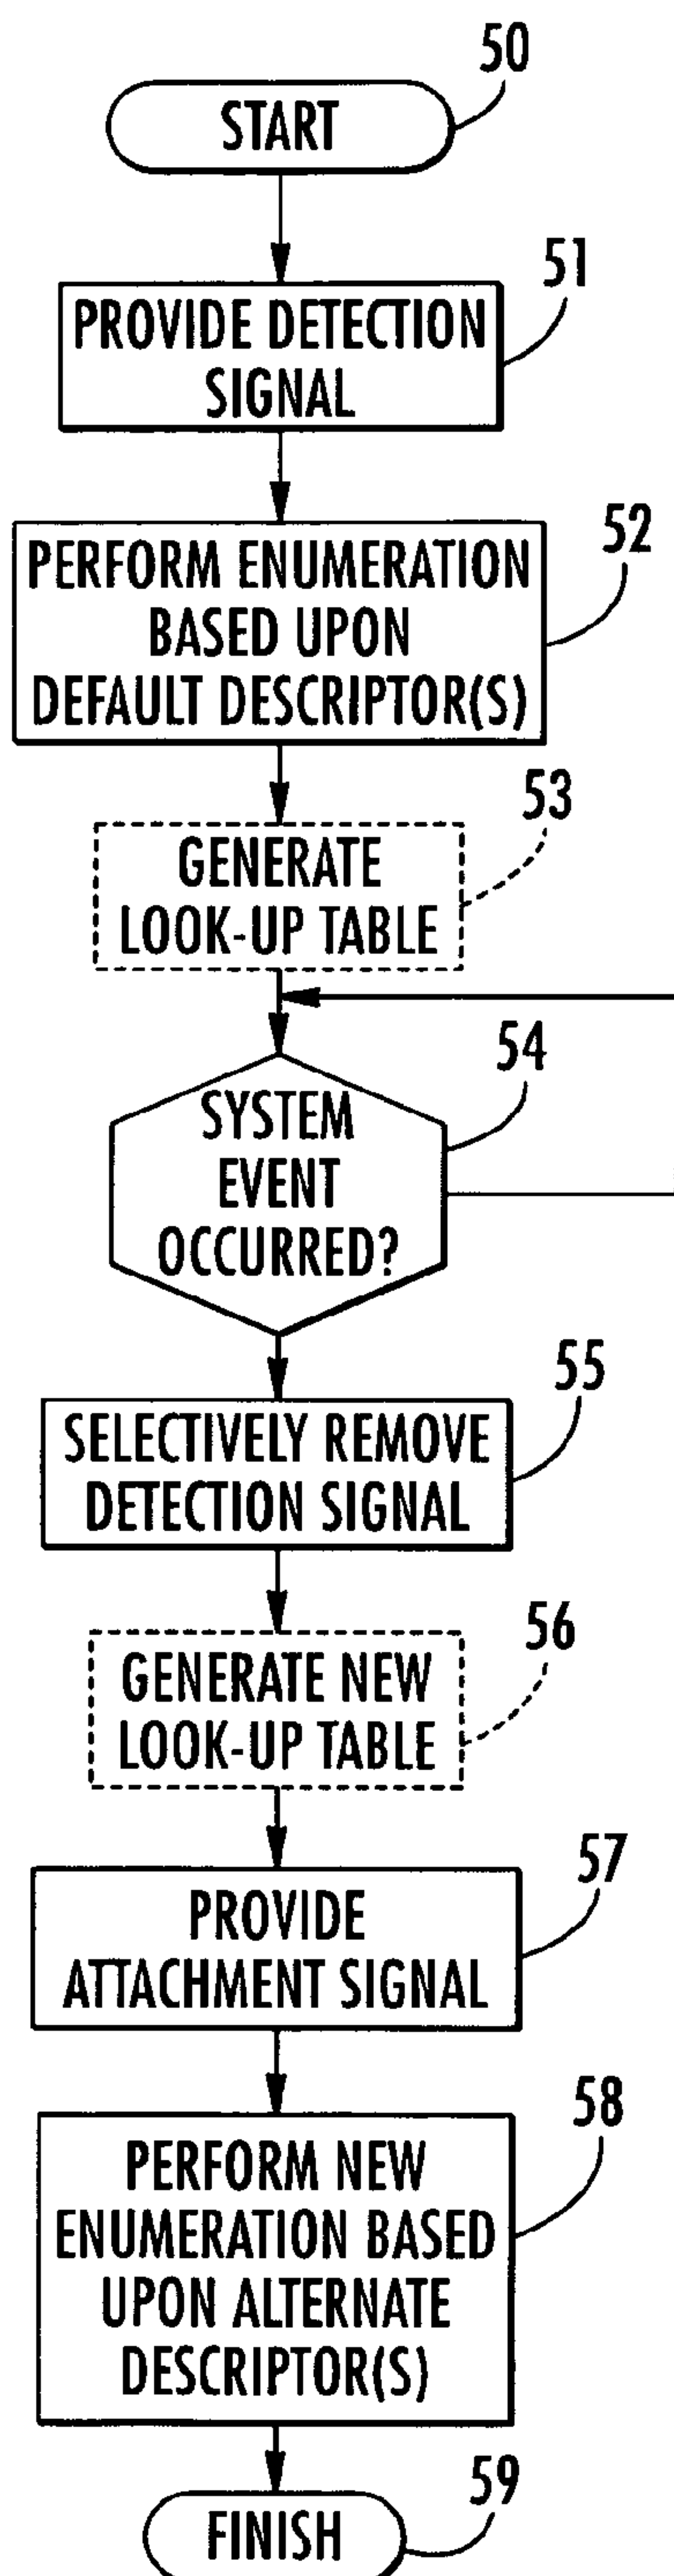 50
START
51
PROVIDE DETECTION
SIGNAL
52
PERFORM ENUMERATION
BASED UPON
DEFAULT DESCRIPTOR(S)
53
GENERATE
LOOK-UP TABLE
54
SYSTEM
EVENT
OCCURRED?
55
SELECTIVELY REMOVE
DETECTION SIGNAL
56
GENERATE NEW
LOOK-UP TABLE
57
PROVIDE
ATTACHMENT SIGNAL
58
PERFORM NEW
ENUMERATION BASED
UPON ALTERNATE
DESCRIPTOR(S)
59
FINISH